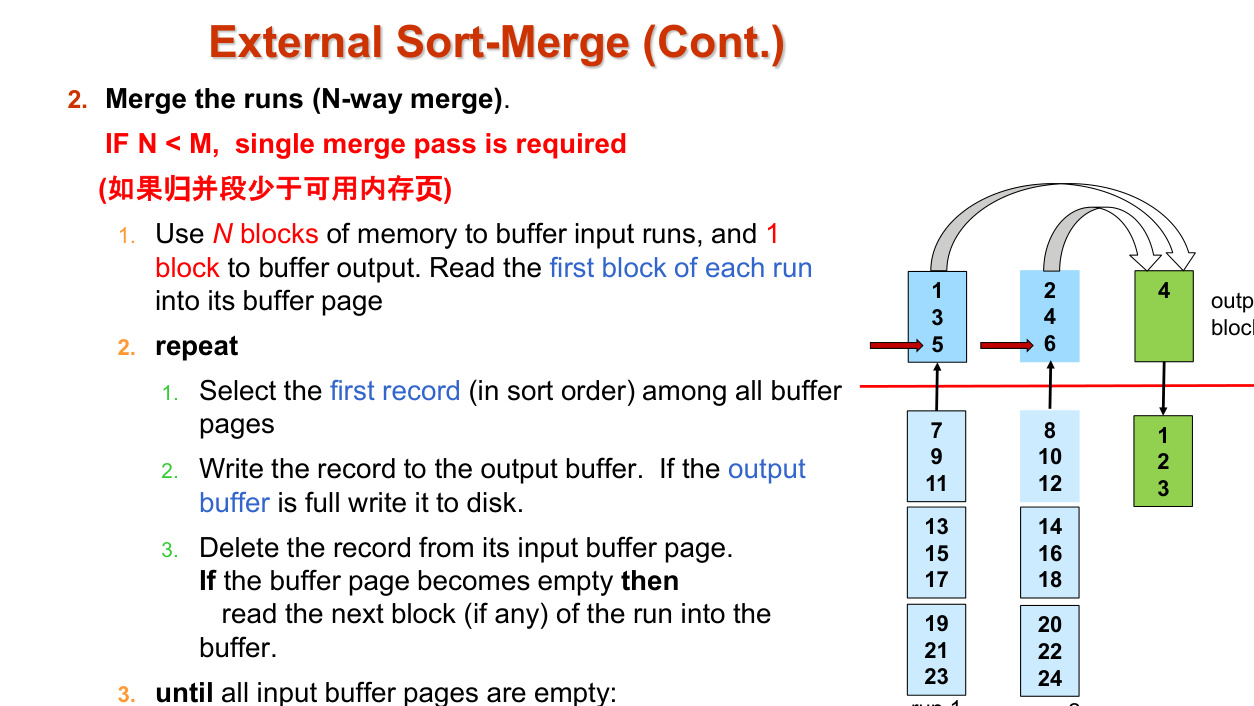 External Sort-Merge (Cont.)
2. Merge the runs (N-way merge).
IF N < M, single merge pass is required
(如果归并段少于可用内存页)
1. Use N blocks of memory to buffer input runs, and 1
block to buffer output. Read the first block of each run
into its buffer page
2. repeat
1. Select the first record (in sort order) among all buffer
pages
2. Write the record to the output buffer. If the output
buffer is full write it to disk.
3. Delete the record from its input buffer page.
If the buffer page becomes empty then
read the next block (if any) of the run into the
buffer.
3. until all input buffer pages are empty:
1
3
5
2
4
6
4
7
9
11
8
10
12
1
2
3
13
15
17
14
16
18
19
21
23
20
22
24